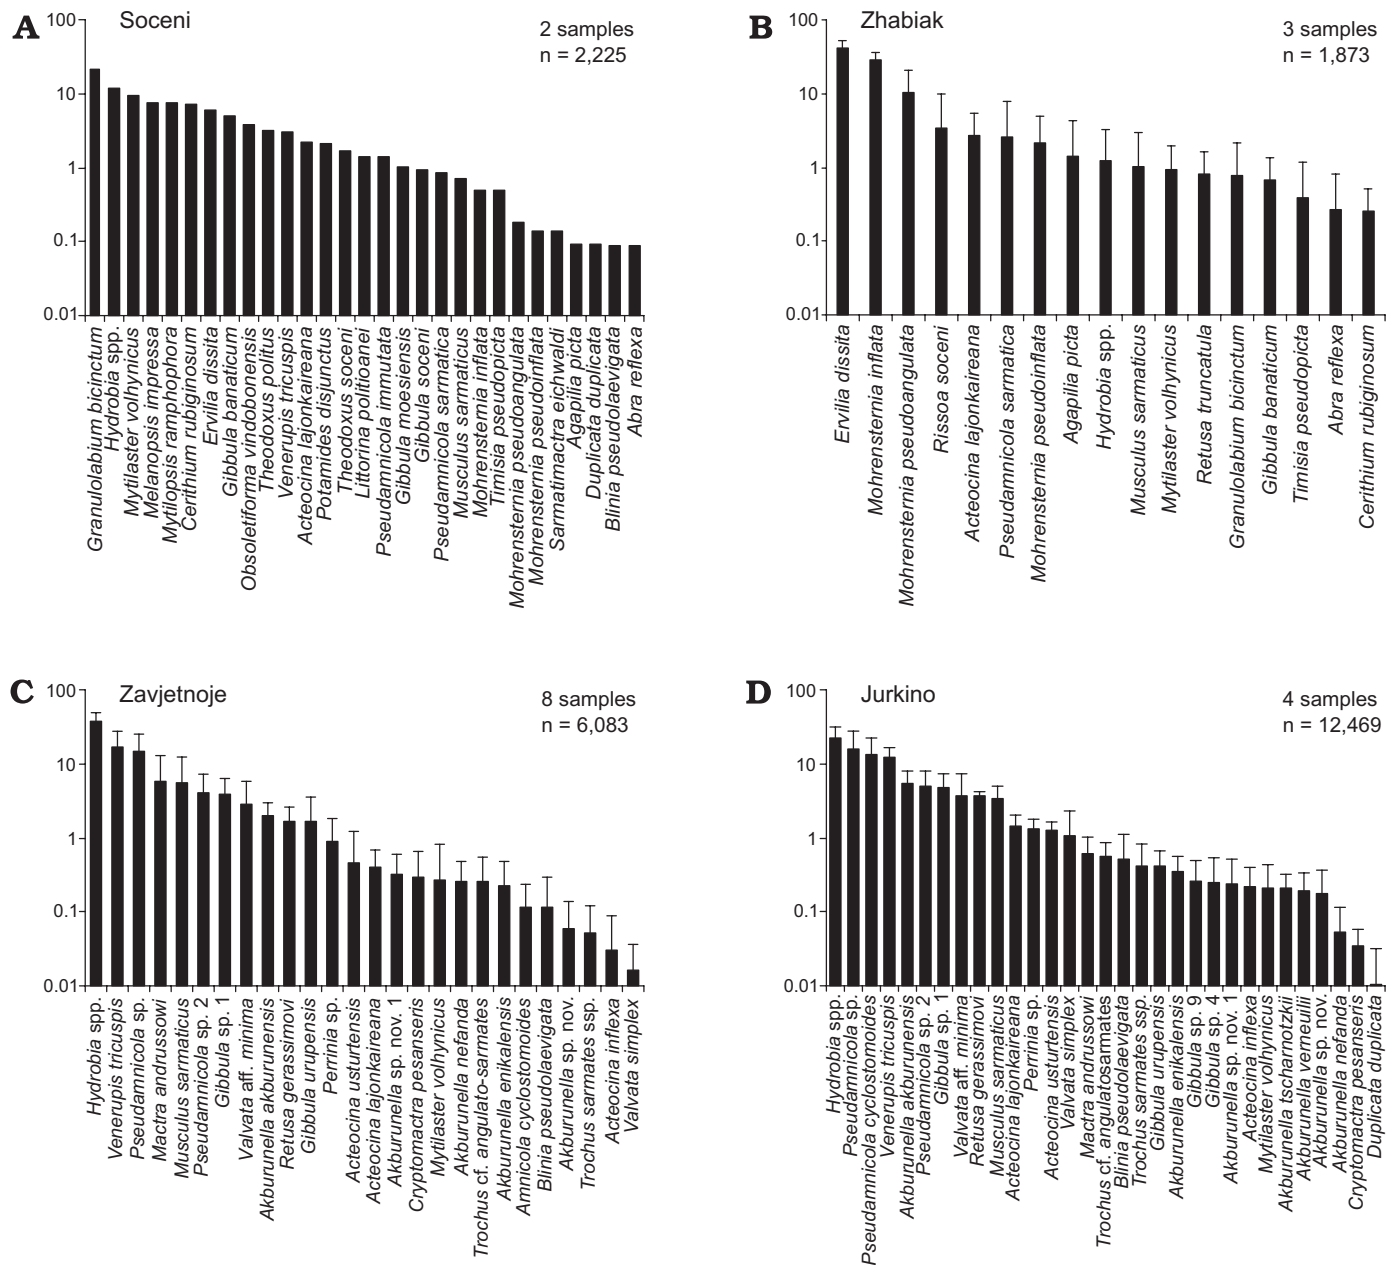 A
Soceni
2 samples
n = 2,225
100
10
1
0.1
0.01
Granulolabium bicinctum
Hydrobia spp.
Mytilaster volhynicus
Melanopsis impressa
Mytilopsis ramphophora
Cerithium rubiginosum
Ervilia dissita
Gibbula banaticum
Obsoletiforma vindobonensis
Theodoxus politus
Venerupis tricuspis
Acteocina lajonkaireana
Potamides disjunctus
Theodoxus soceni
Littorina politioanei
Pseudamnicola immutata
Gibbula moesiensis
Gibbula soceni
Pseudamnicola sarmatica
Musculus sarmaticus
Mohrensternia inflata
Timisia pseudopicta
Mohrensternia pseudoangulata
Mohrensternia pseudoinflata
Sarmatimactra eichwaldi
Agapilia picta
Duplicata duplicata
Blinia pseudolaevigata
Abra reflexa
B
Zhabiak
3 samples
n = 1,873
100
10
1
0.1
0.01
Ervilia dissita
Mohrensternia inflata
Mohrensternia pseudoangulata
Rissoa soceni
Acteocina lajonkaireana
Pseudamnicola sarmatica
Mohrensternia pseudoinflata
Agapilia picta
Hydrobia spp.
Musculus sarmaticus
Mytilaster volhynicus
Retusa truncatula
Granulolabium bicinctum
Gibbula banaticum
Timisia pseudopicta
Abra reflexa
Cerithium rubiginosum
C
Zavjetnoje
8 samples
n = 6,083
100
10
1
0.1
0.01
Hydrobia spp.
Venerupis tricuspis
Pseudamnicola sp.
Mactra andrussowi
Musculus sarmaticus
Pseudamnicola sp. 2
Gibbula sp. 1
Valvata aff. minima
Akburunella akburunensis
Retusa gerassimovi
Gibbula urupensis
Perrinia sp.
Acteocina usturtensis
Acteocina lajonkaireana
Akburunella sp. nov. 1
Cryptomactra pesanseris
Mytilaster volhynicus
Akburunella nefanda
Trochus cf. angulato-sarmates
Akburunella enikalensis
Amnicola cyclostomoides
Blinia pseudolaevigata
Akburunella sp. nov.
Trochus sarmates ssp.
Acteocina inflexa
Valvata simplex
D
Jurkino
4 samples
n = 12,469
100
10
1
0.1
0.01
Hydrobia spp.
Pseudamnicola sp.
Pseudamnicola cyclostomoides
Venerupis tricuspis
Akburunella akburunensis
Pseudamnicola sp. 2
Gibbula sp. 1
Valvata aff. minima
Retusa gerassimovi
Musculus sarmaticus
Acteocina lajonkaireana
Perrinia sp.
Acteocina usturtensis
Valvata simplex
Mactra andrussowi
Trochus cf. angulatosarmates
Blinia pseudolaevigata
Trochus sarmates ssp.
Gibbula urupensis
Akburunella enikalensis
Gibbula sp. 9
Gibbula sp. 4
Akburunella sp. nov. 1
Acteocina inflexa
Mytilaster volhynicus
Akburunella tscharnotzkii
Akburunella verneuilii
Akburunella sp. nov.
Akburunella nefanda
Cryptomactra pesanseris
Duplicata duplicata